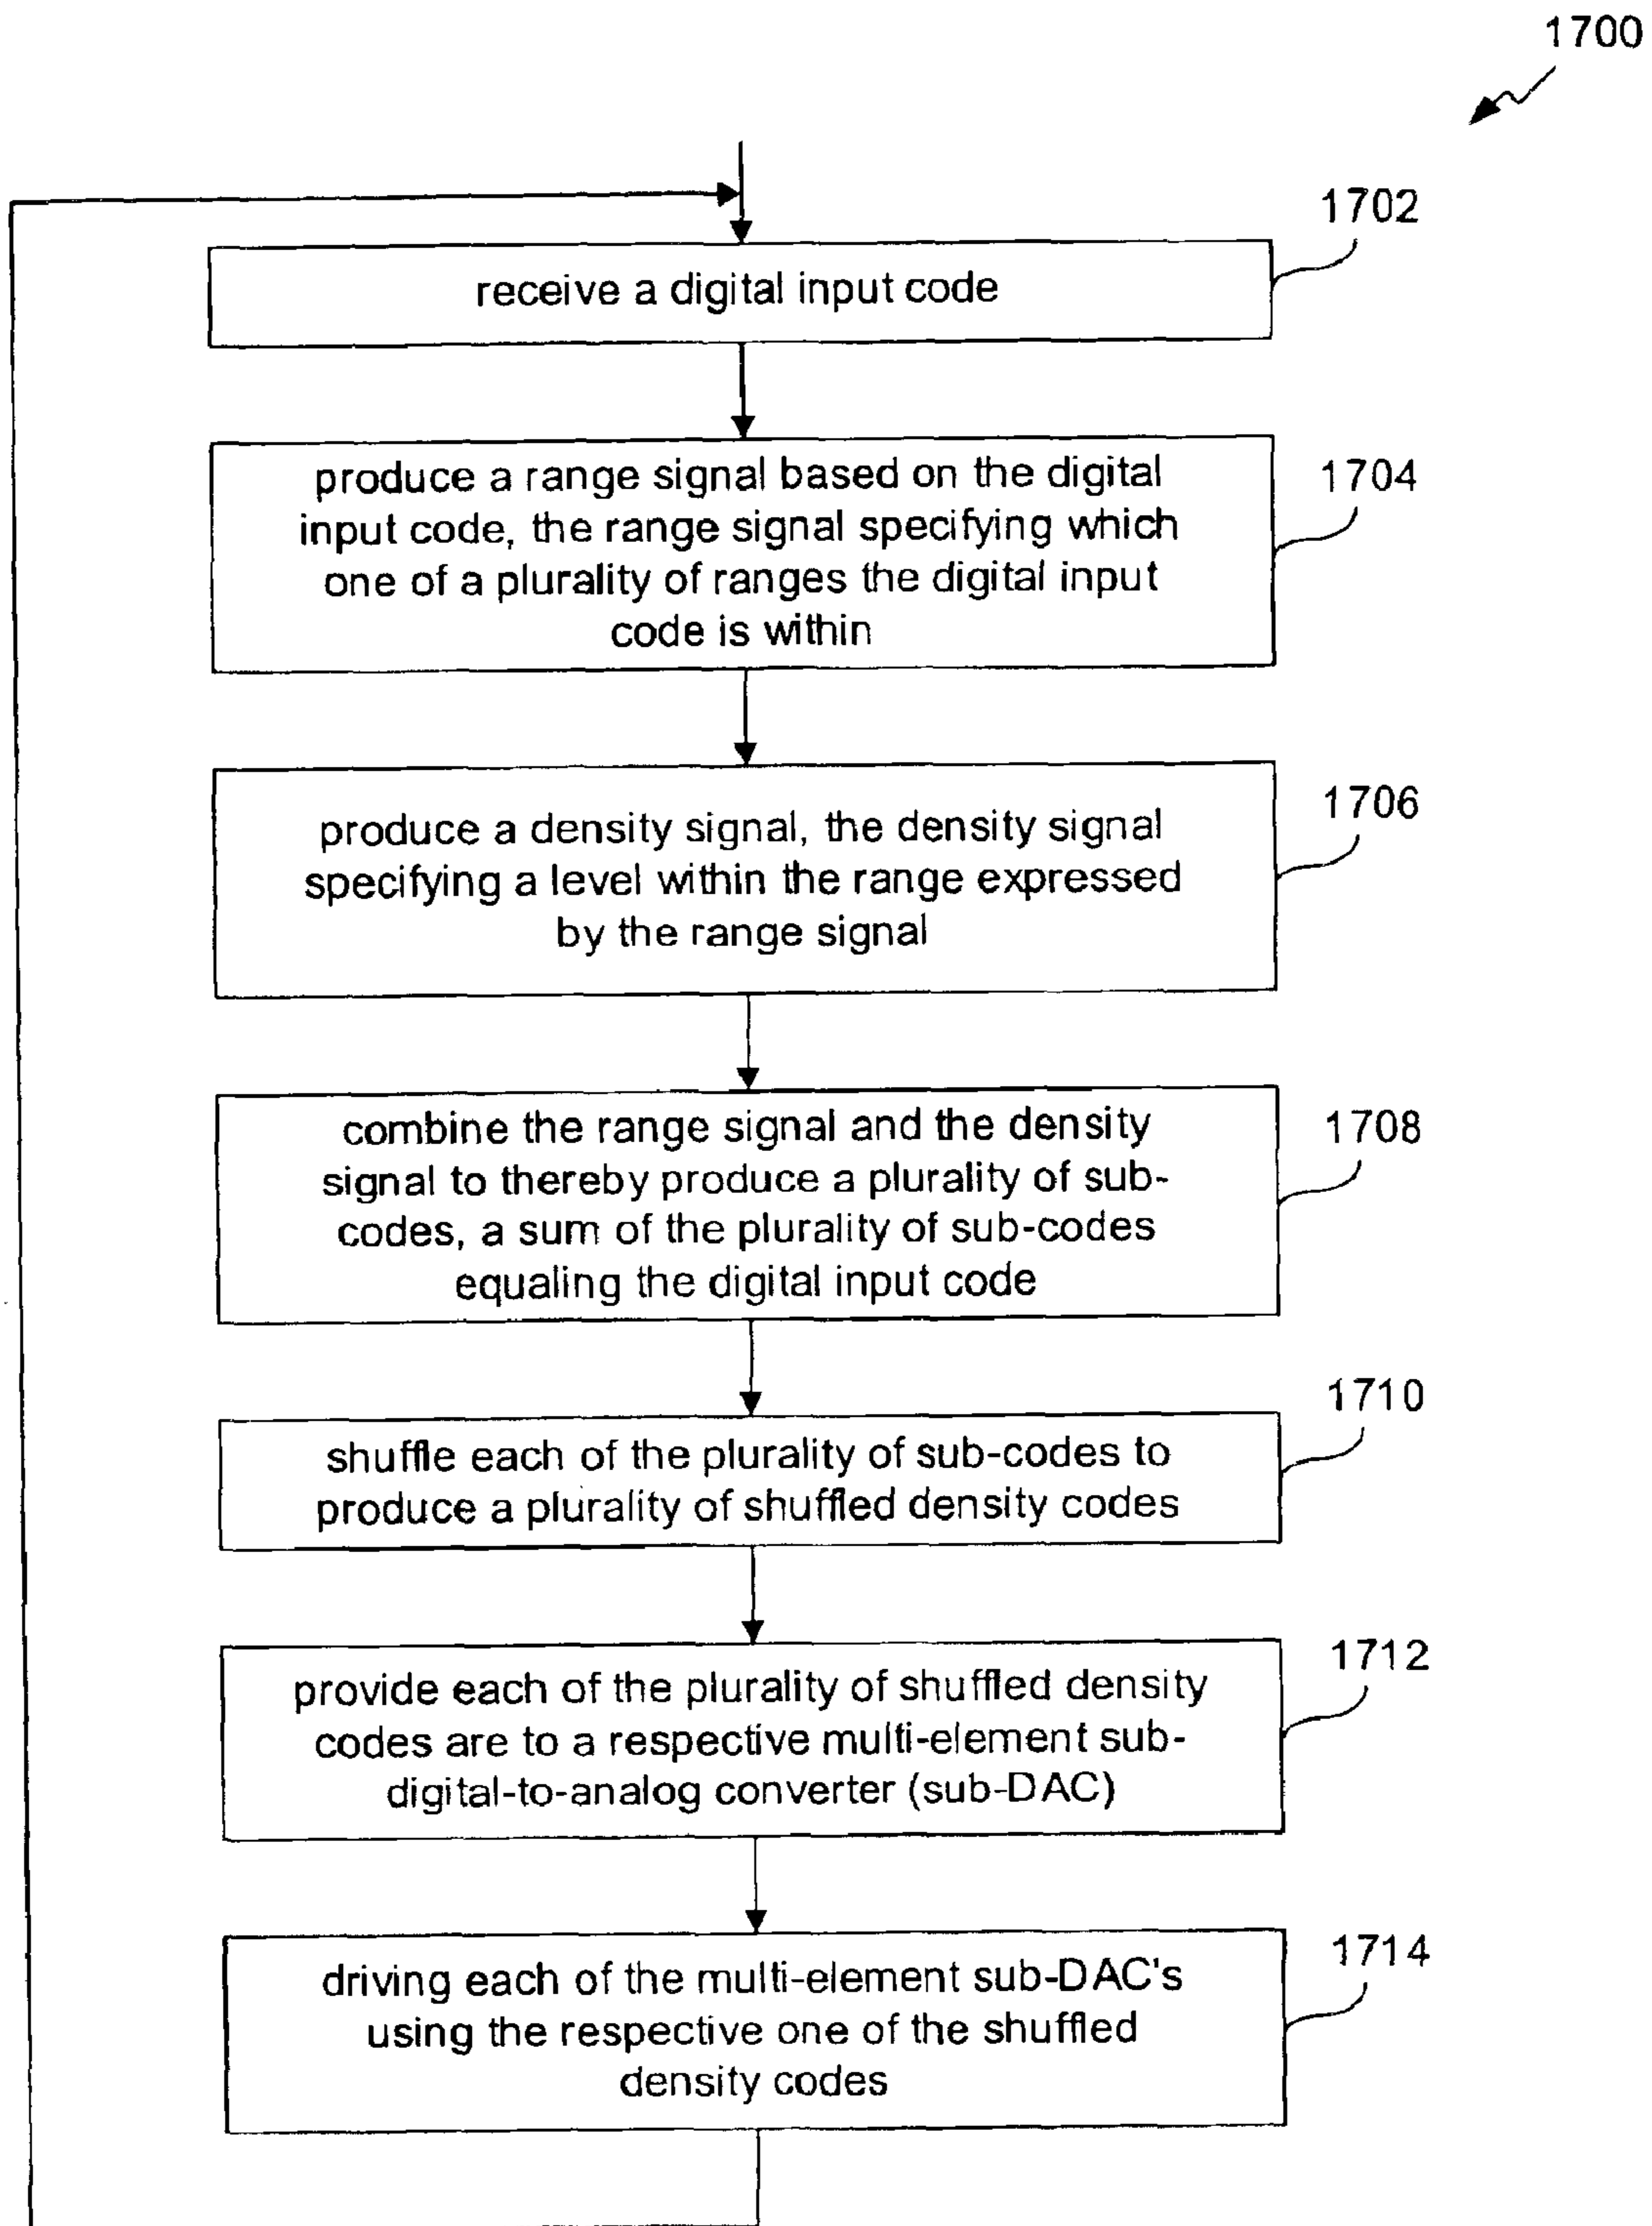 1700
1702
receive a digital input code
1704
produce a range signal based on the digital
input code, the range signal specifying which
one of a plurality of ranges the digital input
code is within
1706
produce a density signal, the density signal
specifying a level within the range expressed
by the range signal
1708
combine the range signal and the density
signal to thereby produce a plurality of sub-
codes, a sum of the plurality of sub-codes
equaling the digital input code
1710
shuffle each of the plurality of sub-codes to
produce a plurality of shuffled density codes
1712
provide each of the plurality of shuffled density
codes are to a respective multi-element sub-
digital-to-analog converter (sub-DAC)
1714
driving each of the multi-element sub-DAC's
using the respective one of the shuffled
density codes